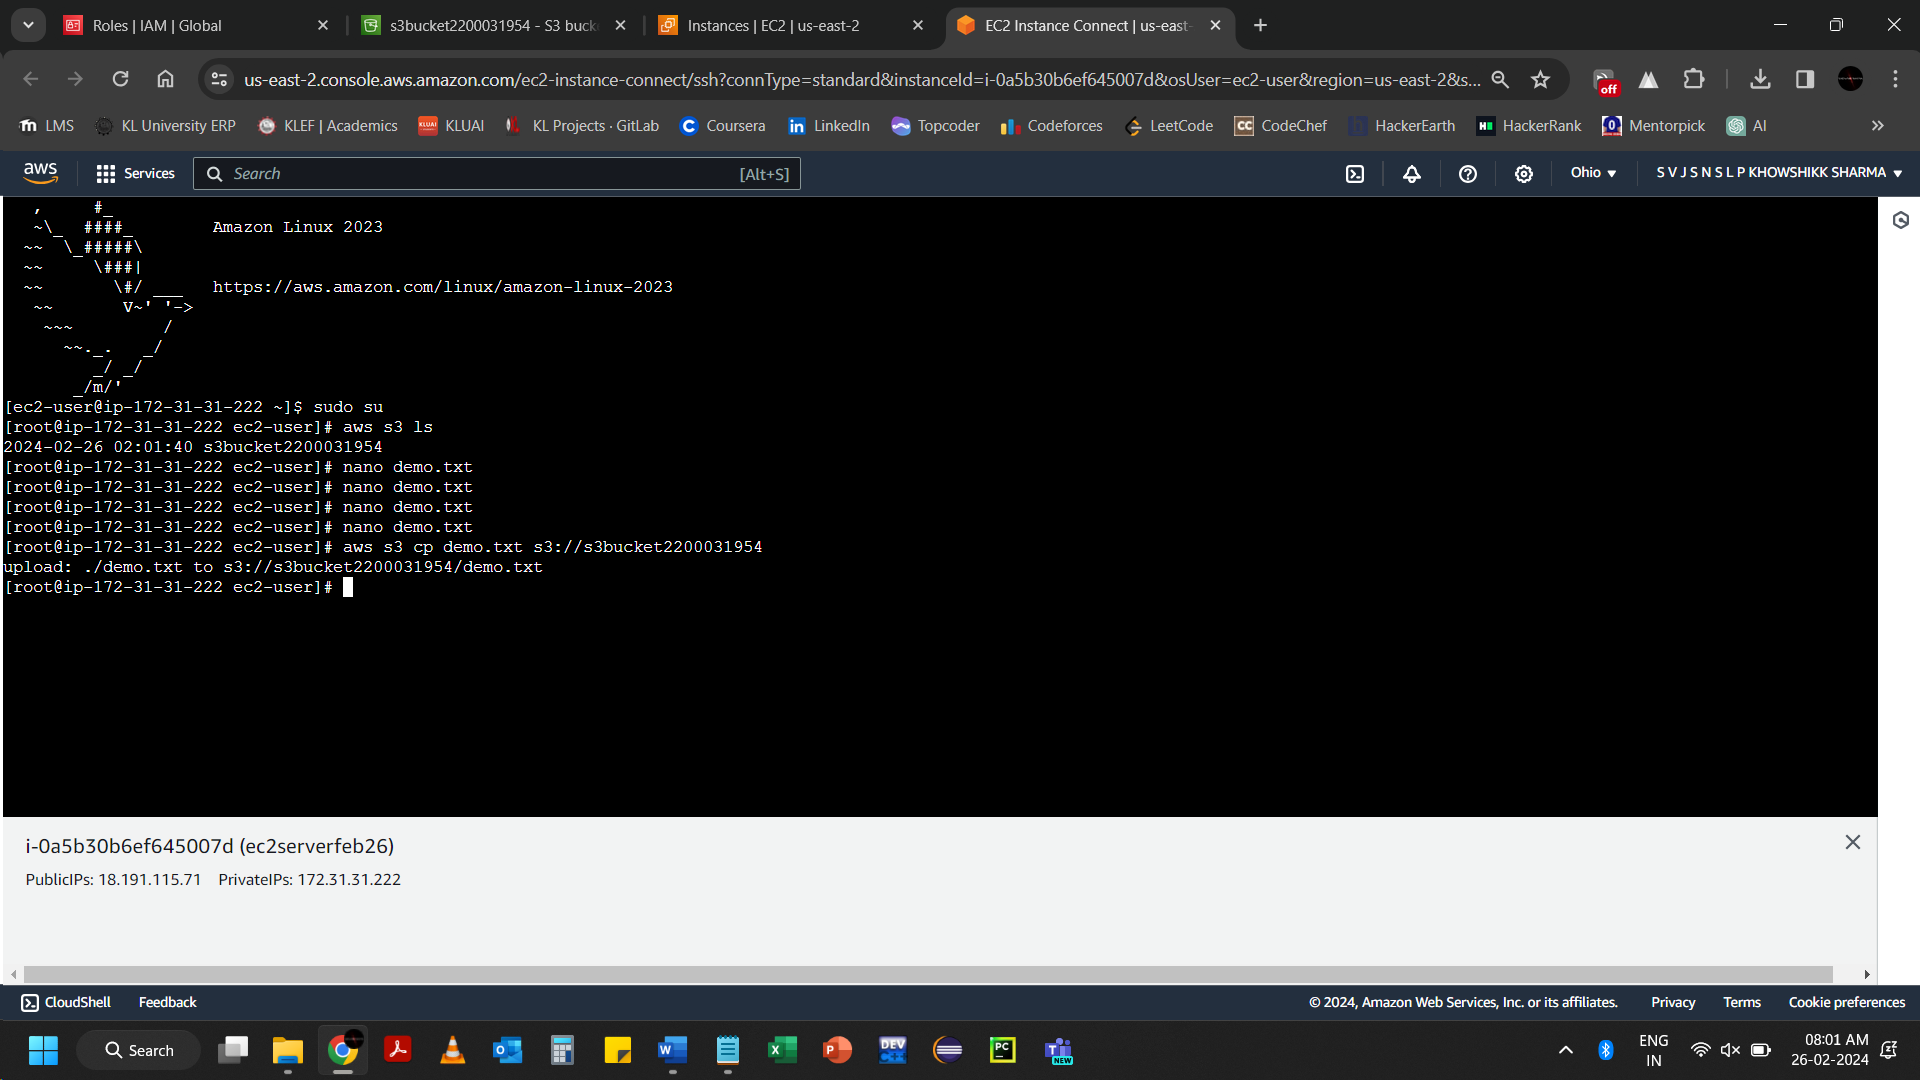 Roles | IAM | Global
s3bucket2200031954 - S3 buck
Instances | EC2 | us-east-2
EC2 Instance Connect | us-east-
us-east-2.console.aws.amazon.com/ec2-instance-connect/ssh?connType=standard&instanceId=i-0a5b30b6ef645007d&osUser=ec2-user&region=us-east-2&s...
off
LMS
KL University ERP
KLEF | Academics
KLUAI
KL Projects · GitLab
Coursera
LinkedIn
Topcoder
Codeforces
LeetCode
CodeChef
HackerEarth
HackerRank
Mentorpick
AI
aws
Services
Search
[Alt+S]
Ohio
S V J S N S L P KHOWSHIKK SHARMA
   ,     #_
   ~\_  ####_        Amazon Linux 2023
  ~~  \_#####\
  ~~     \###|
  ~~       \#/ ___   https://aws.amazon.com/linux/amazon-linux-2023
   ~~       V~' '->
    ~~~         /
      ~~._.   _/
         _/ _/
       _/m/'
[ec2-user@ip-172-31-31-222 ~]$ sudo su
[root@ip-172-31-31-222 ec2-user]# aws s3 ls
2024-02-26 02:01:40 s3bucket2200031954
[root@ip-172-31-31-222 ec2-user]# nano demo.txt
[root@ip-172-31-31-222 ec2-user]# nano demo.txt
[root@ip-172-31-31-222 ec2-user]# nano demo.txt
[root@ip-172-31-31-222 ec2-user]# nano demo.txt
[root@ip-172-31-31-222 ec2-user]# aws s3 cp demo.txt s3://s3bucket2200031954
upload: ./demo.txt to s3://s3bucket2200031954/demo.txt
[root@ip-172-31-31-222 ec2-user]#
i-0a5b30b6ef645007d (ec2serverfeb26)
PublicIPs: 18.191.115.71 PrivateIPs: 172.31.31.222
CloudShell
Feedback
© 2024, Amazon Web Services, Inc. or its affiliates.
Privacy
Terms
Cookie preferences
Search
DEV
PC
NEW
ENG
IN
08:01 AM
26-02-2024